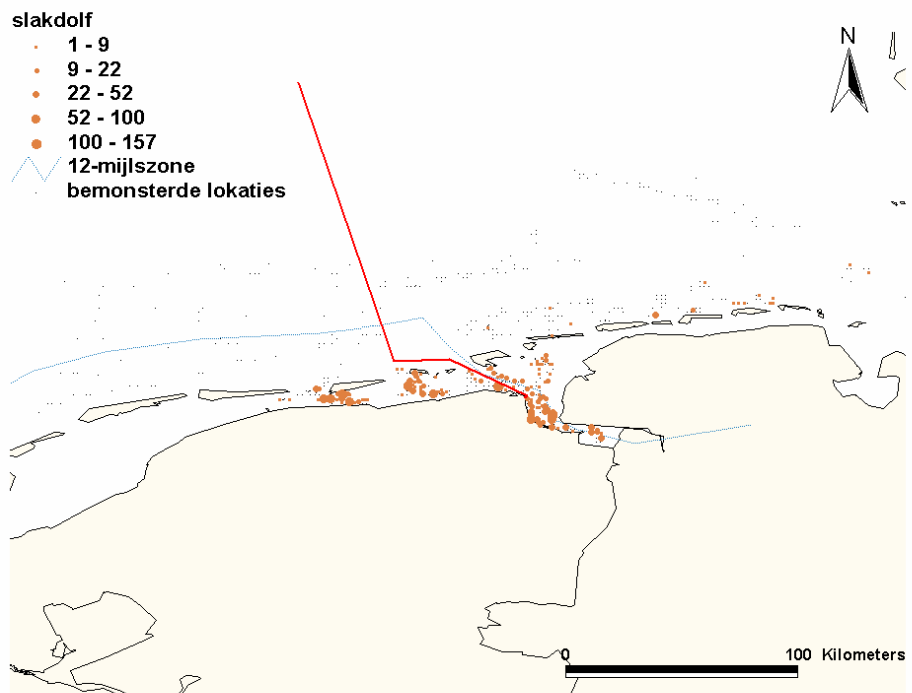 slakdolf
1 - 9
9 - 22
22 - 52
52 - 100
100 - 157
12-mijlszone
bemonsterde lokaties
N
0 100 Kilometers